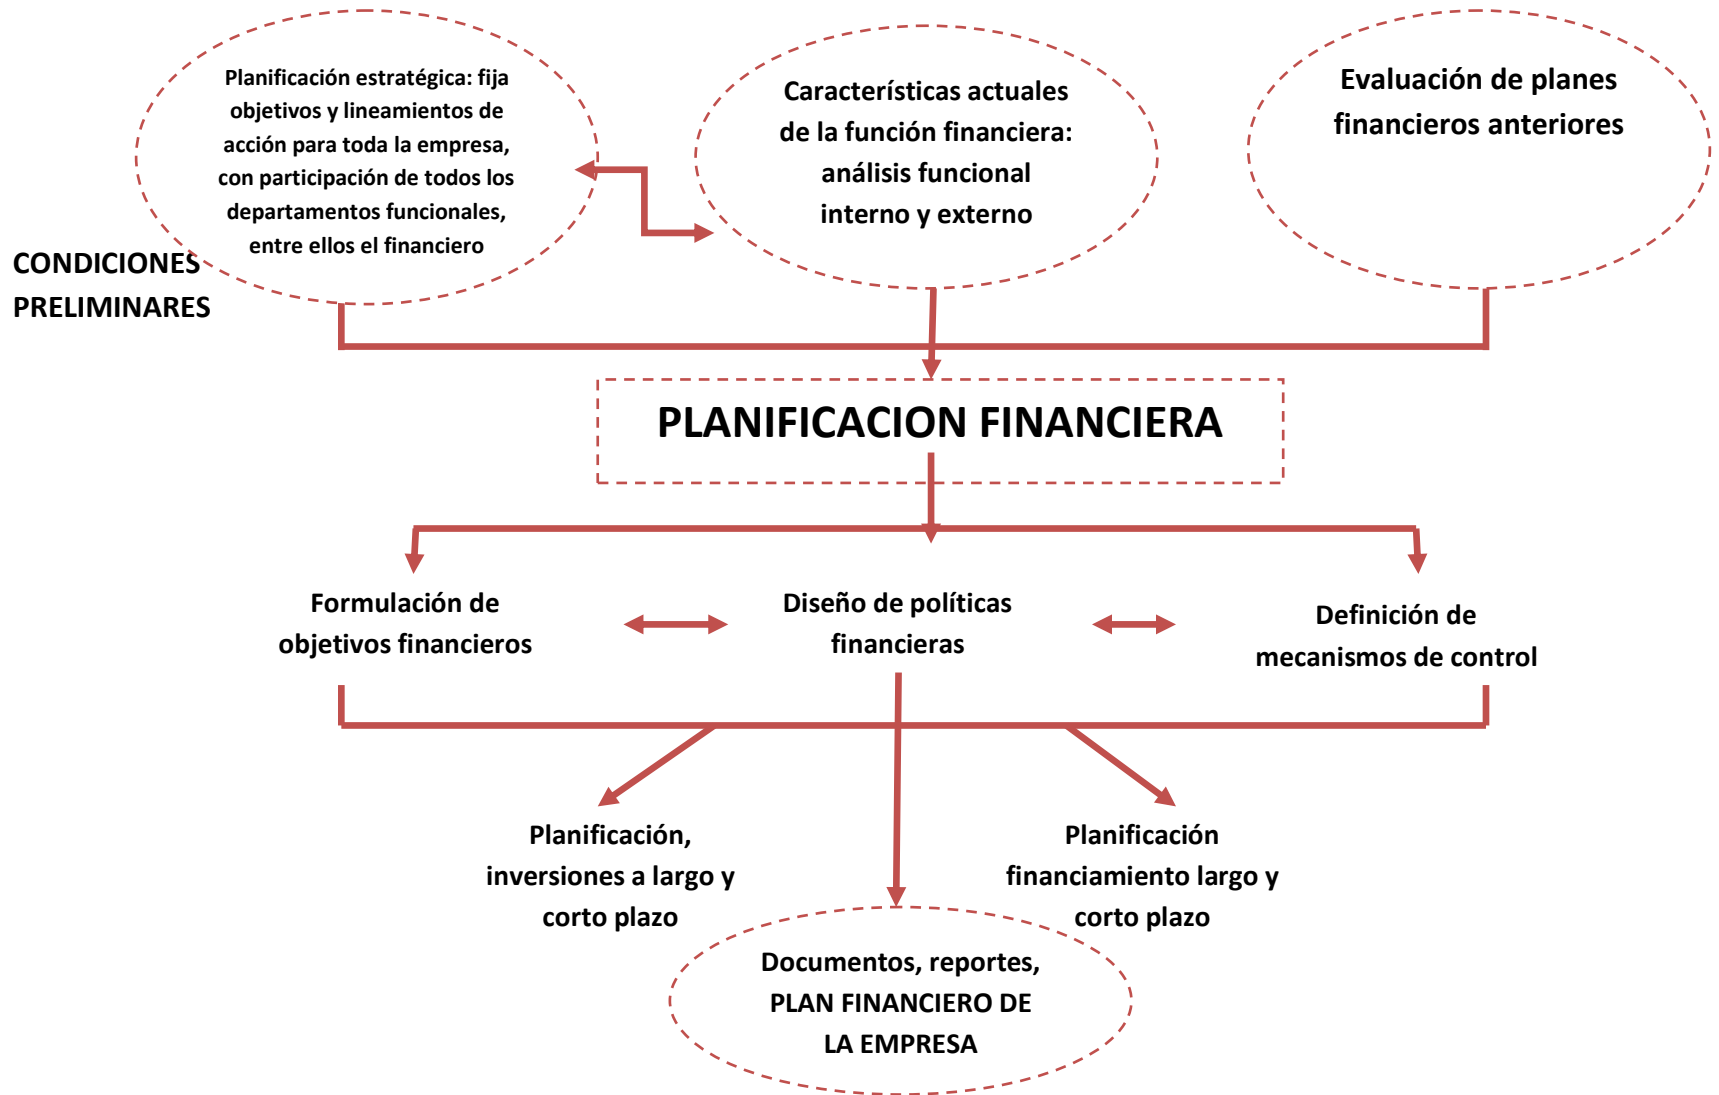 Planificación estratégica: fija
objetivos y lineamientos de
acción para toda la empresa,
con participación de todos los
departamentos funcionales,
entre ellos el financiero
Características actuales
de la función financiera:
análisis funcional
interno y externo
Evaluación de planes
financieros anteriores
CONDICIONES
PRELIMINARES
PLANIFICACION FINANCIERA
Formulación de
objetivos financieros
Diseño de políticas
financieras
Definición de
mecanismos de control
Planificación,
inversiones a largo y
corto plazo
Planificación
financiamiento largo y
corto plazo
Documentos, reportes,
PLAN FINANCIERO DE
LA EMPRESA